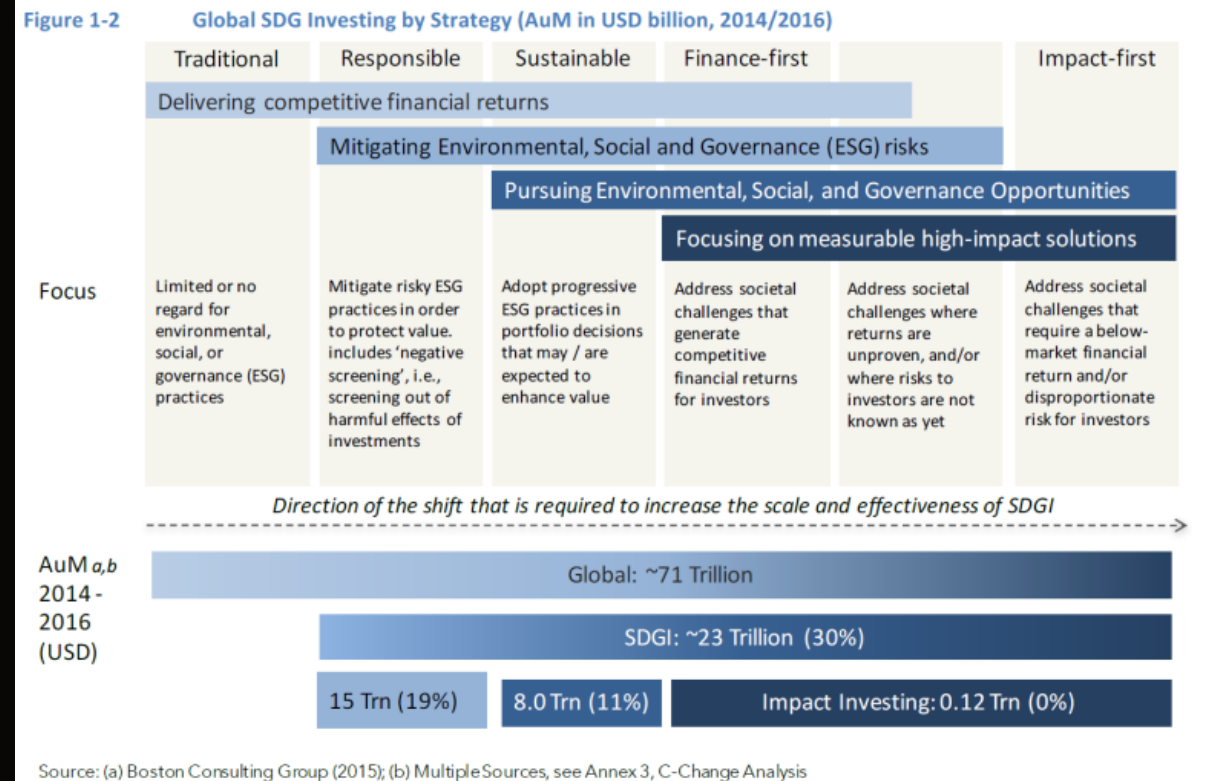 Figure 1-2 Global SDG Investing by Strategy (AuM in USD billion, 2014/2016)
Traditional Responsible Sustainable Finance-first Impact-first
Delivering competitive financial returns
Mitigating Environmental, Social and Governance (ESG) risks
Pursuing Environmental, Social, and Governance Opportunities
Focusing on measurable high-impact solutions
Focus
Limited or no
regard for
environmental,
social, or
governance (ESG)
practices
Mitigate risky ESG
practices in order
to protect value.
includes ‘negative
screening’, i.e.,
screening out of
harmful effects of
investments
Adopt progressive
ESG practices in
portfolio decisions
that may / are
expected to
enhance value
Address societal
challenges that
generate
competitive
financial returns
for investors
Address societal
challenges where
returns are
unproven, and/or
where risks to
investors are not
known as yet
Address societal
challenges that
require a below-
market financial
return and/or
disproportionate
risk for investors
Direction of the shift that is required to increase the scale and effectiveness of SDGI
AuM a,b
2014 -
2016
(USD)
Global: ~71 Trillion
SDGI: ~23 Trillion (30%)
15 Trn (19%) 8.0 Trn (11%) Impact Investing: 0.12 Trn (0%)
Source: (a) Boston Consulting Group (2015); (b) Multiple Sources, see Annex 3, C-Change Analysis